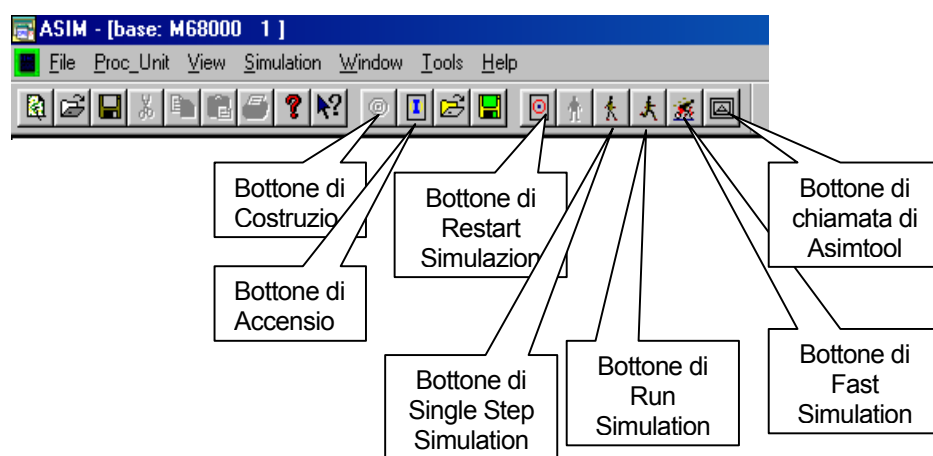 ASIM - [base: M68000 1 ]
File Proc_Unit View Simulation Window Tools Help
Bottone di
Costruzio
Bottone di
Restart
Simulazion
Bottone di
chiamata di
Asimtool
Bottone di
Accensio
Bottone di
Single Step
Simulation
Bottone di
Run
Simulation
Bottone di
Fast
Simulation